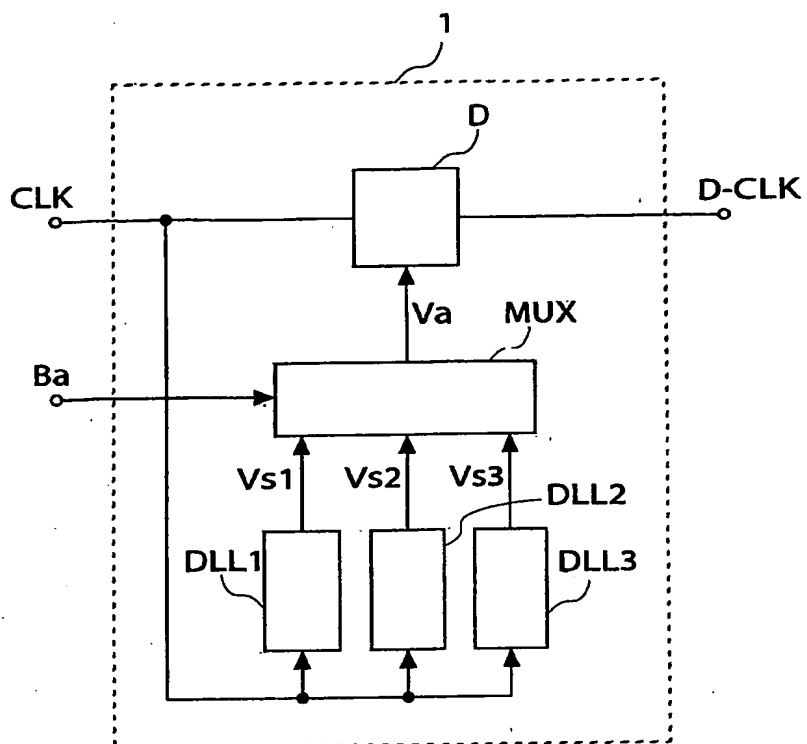 1
D
CLK
D-CLK
Va
MUX
Ba
Vs1
Vs2
Vs3
DLL2
DLL1
DLL3